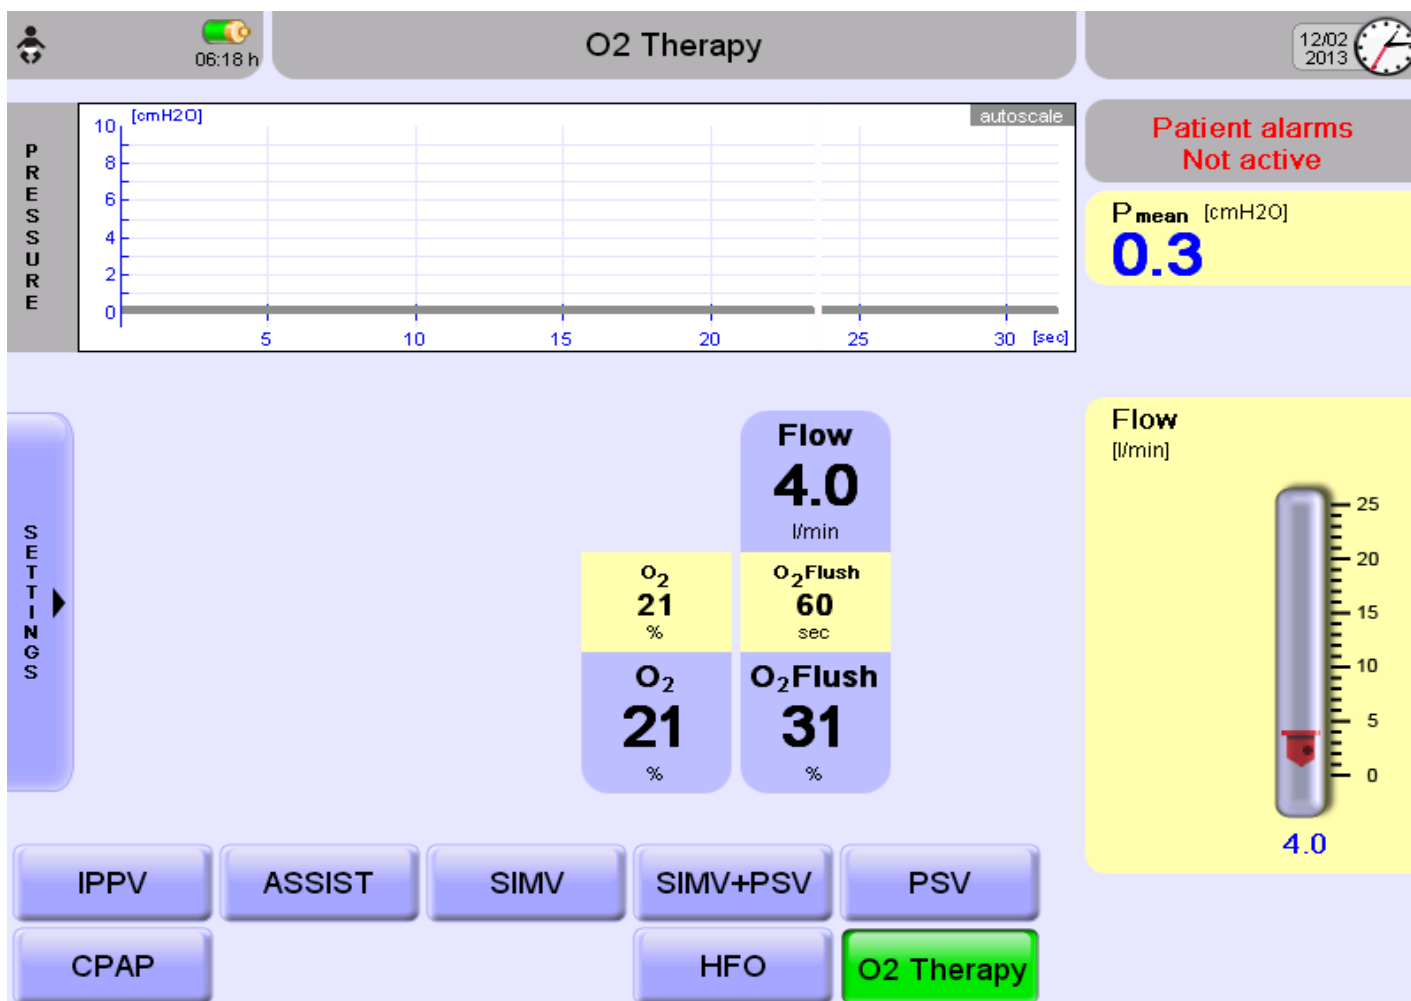 06:18 h
O2 Therapy
12/02
2013
PRESSURE
[cmH2O]
autoscale
10
8
6
4
2
0
5 10 15 20 25 30 [sec]
Patient alarms
Not active
Pmean [cmH2O]
0.3
SETTINGS
Flow
4.0
l/min
O2
21
%
O2Flush
60
sec
O2
21
%
O2Flush
31
%
Flow
[l/min]
25
20
15
10
5
0
4.0
IPPV ASSIST SIMV SIMV+PSV PSV
CPAP HFO O2 Therapy